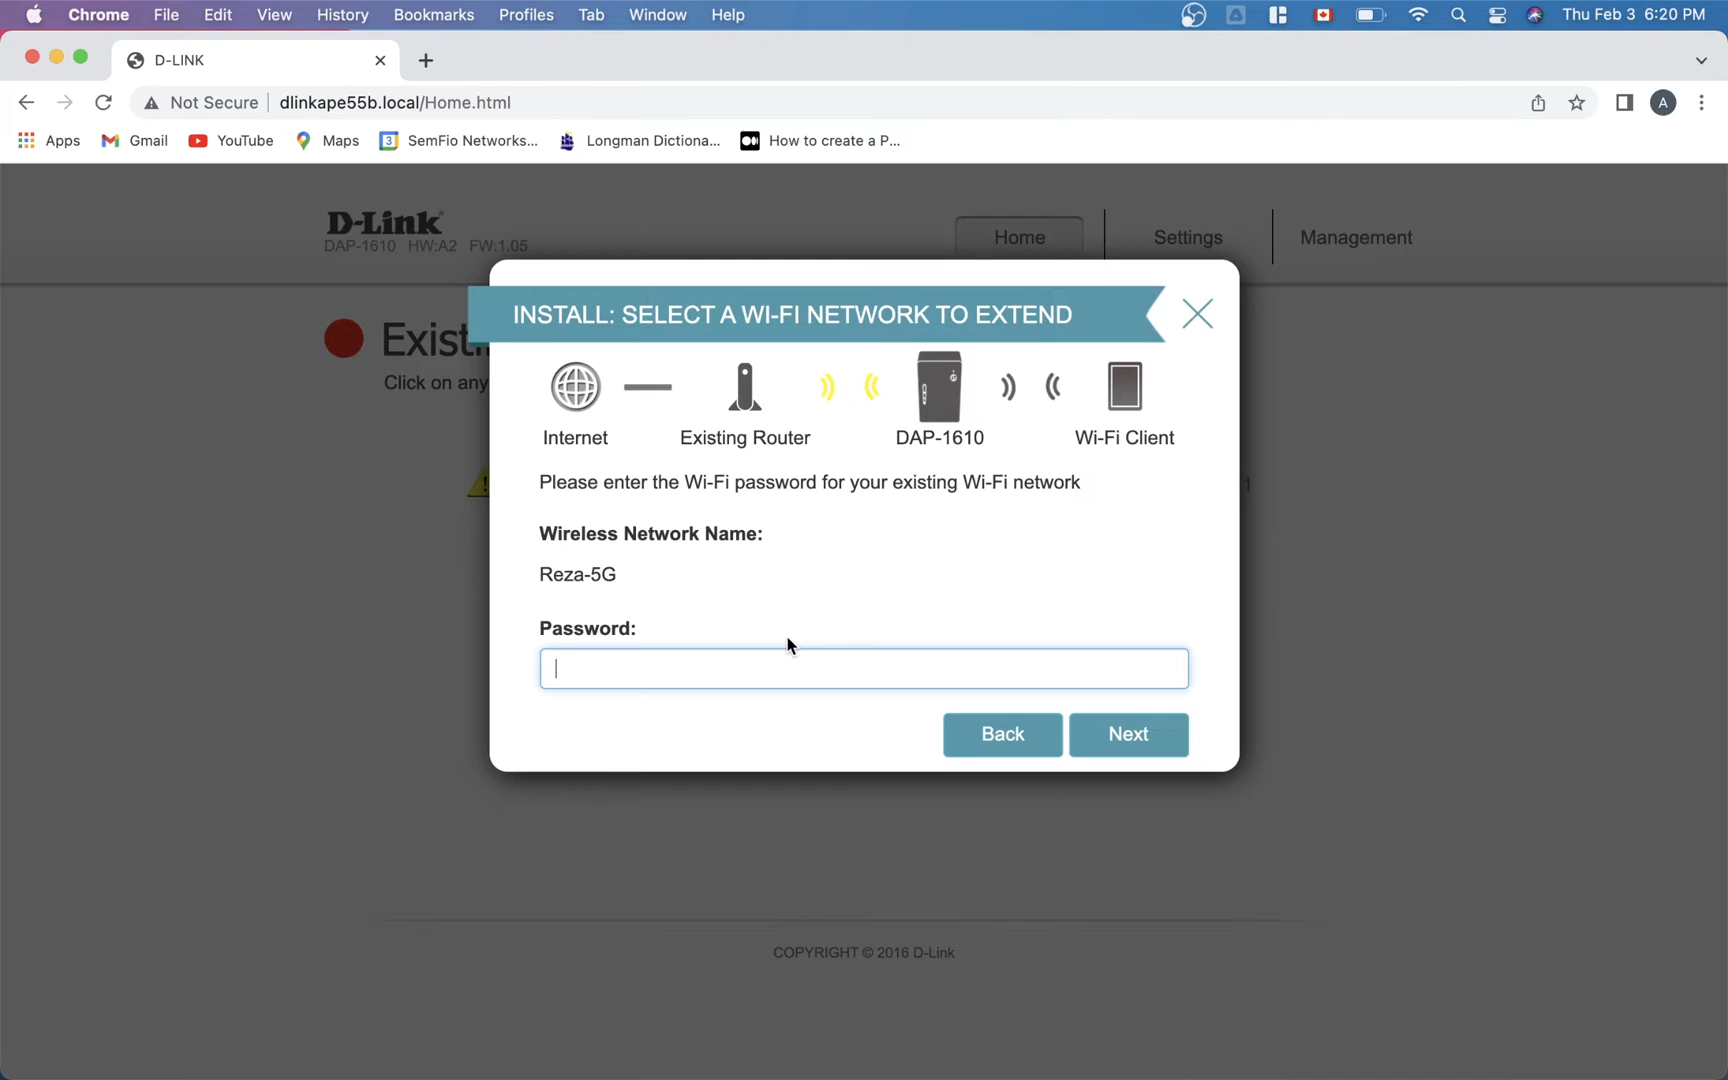 Chrome File Edit View History Bookmarks Profiles Tab Window Help Thu Feb 3 6:20 PM
D-LINK
Not Secure dlinkape55b.local/Home.html A
Apps Gmail YouTube Maps 3 SemFio Networks... Longman Dictiona... How to create a P...
D-Link
DAP-1610 HW:A2 FW:1.05
Home Settings Management
INSTALL: SELECT A WI-FI NETWORK TO EXTEND
Click on any
Internet Existing Router DAP-1610 Wi-Fi Client
Please enter the Wi-Fi password for your existing Wi-Fi network
Wireless Network Name:
Reza-5G
Password:
Back Next
COPYRIGHT © 2016 D-Link